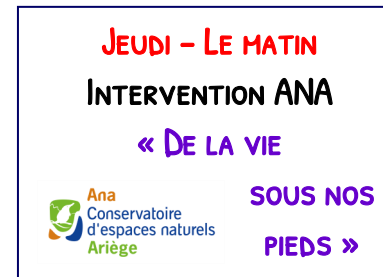 Jeudi – Le matin
Intervention ANA
« De la vie
sous nos
pieds »
Ana
Conservatoire
d'espaces naturels
Ariège